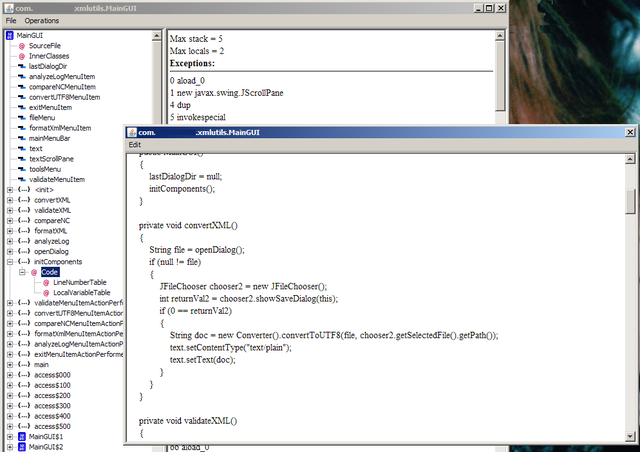 com. .xmlutils.MainGUI
File Operations
MainGUI
SourceFile
InnerClasses
lastDialogDir
analyzeLogMenuItem
compareNCMenuItem
convertUTF8MenuItem
exitMenuItem
fileMenu
formatXmlMenuItem
mainMenuBar
text
textScrollPane
toolsMenu
validateMenuItem
<init>
convertXML
validateXML
compareNC
formatXML
analyzeLog
openDialog
initComponents
Code
LineNumberTable
LocalVariableTable
validateMenuItemActionPerfor
convertUTF8MenuItemAction
compareNCMenuItemActionP
formatXmlMenuItemActionPe
analyzeLogMenuItemActionPe
exitMenuItemActionPerforme
main
access$000
access$100
access$200
access$300
access$400
access$500
MainGUI$1
MainGUI$2
Max stack = 5
Max locals = 2
Exceptions:
0 aload_0
1 new javax.swing.JScrollPane
4 dup
5 invokespecial
com. .xmlutils.MainGUI
Edit
public MainGUI()
{
lastDialogDir = null;
initComponents();
}
private void convertXML()
{
String file = openDialog();
if (null != file)
{
JFileChooser chooser2 = new JFileChooser();
int returnVal2 = chooser2.showSaveDialog(this);
if (0 == returnVal2)
{
String doc = new Converter().convertToUTF8(file, chooser2.getSelectedFile().getPath());
text.setContentType("text/plain");
text.setText(doc);
}
}
}
private void validateXML()
{
aload_0